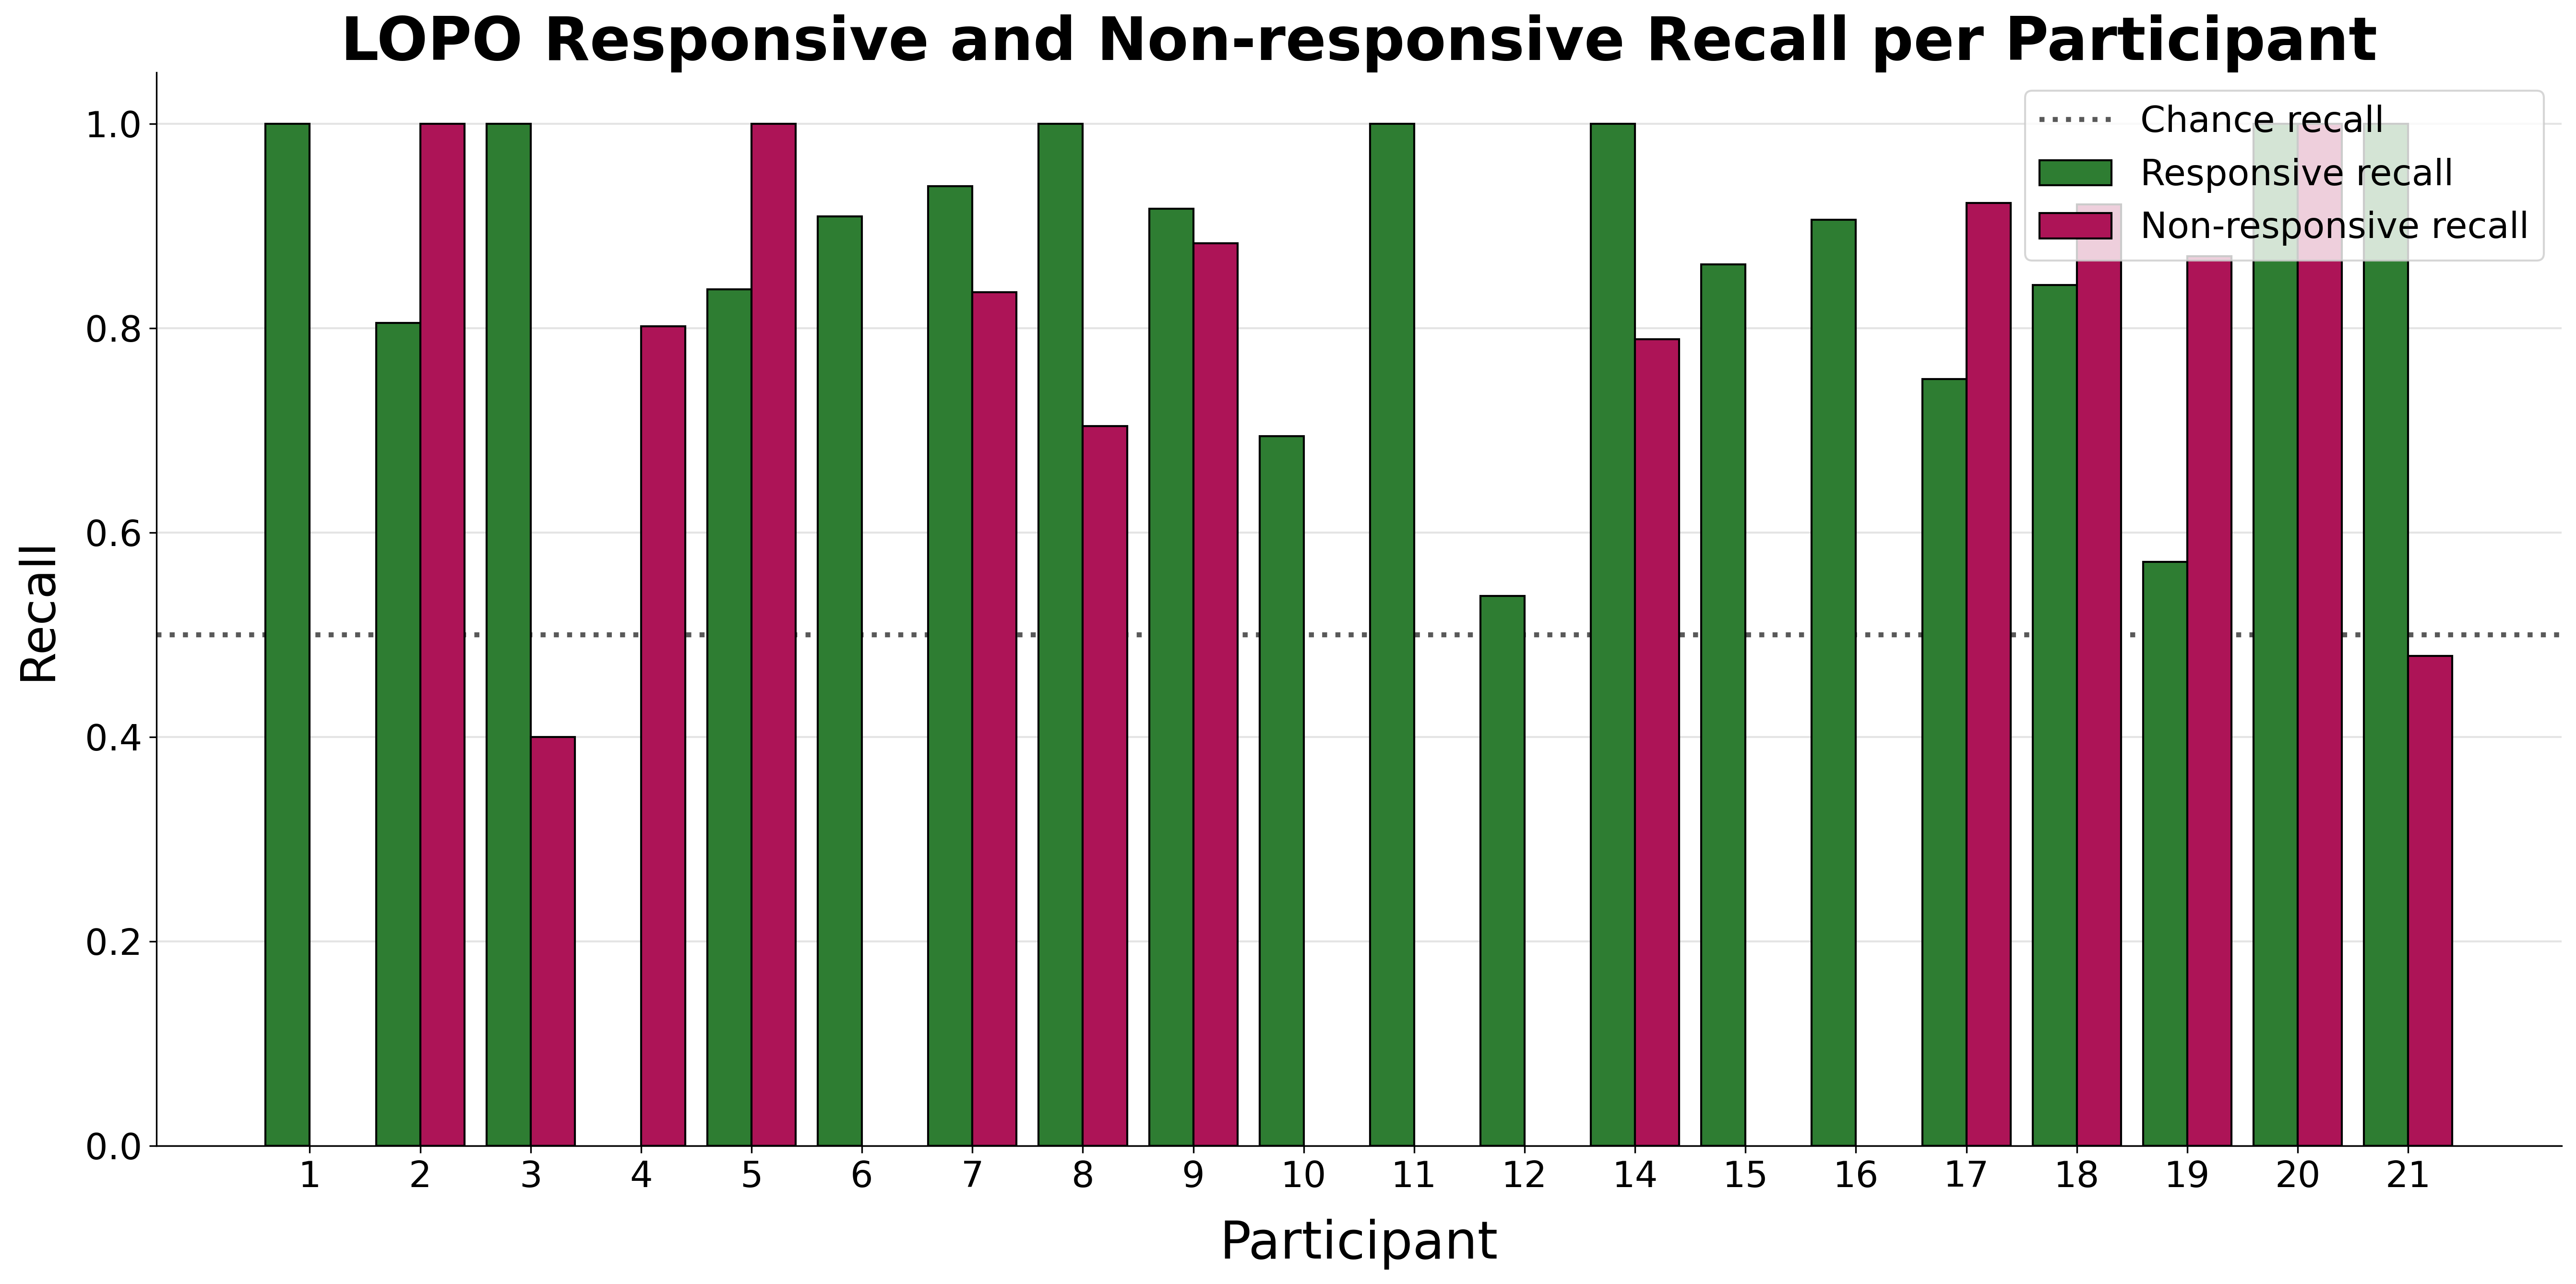 LOPO Responsive and Non-responsive Recall per Participant
Chance recall
Responsive recall
Non-responsive recall
Recall
1.0
0.8
0.6
0.4
0.2
0.0
1 2 3 4 5 6 7 8 9 10 11 12 14 15 16 17 18 19 20 21
Participant